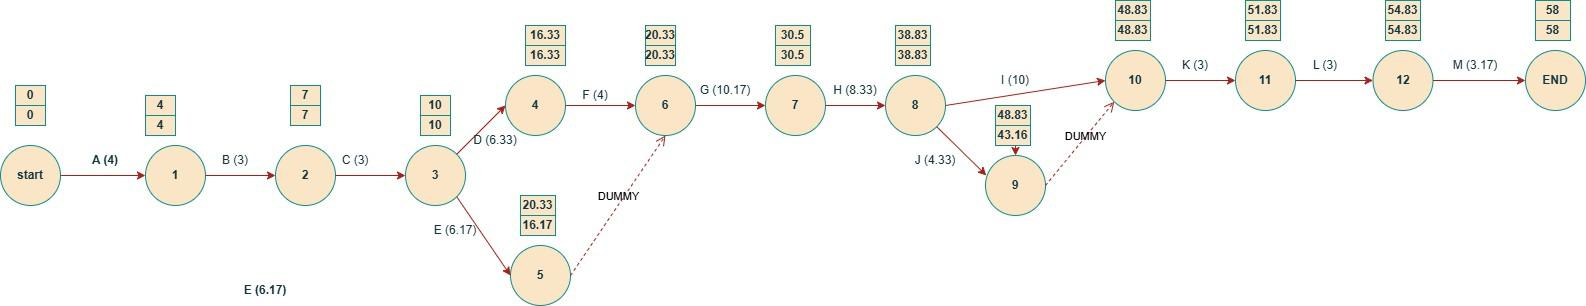 48.83
48.83
51.83
51.83
54.83
54.83
58
58
16.33
16.33
20.33
20.33
30.5
30.5
38.83
38.83
I (10)
10
K (3)
11
L (3)
12
M (3.17)
END
0
0
4
4
7
7
10
10
4
F (4)
6
G (10.17)
7
H (8.33)
8
48.83
43.16
DUMMY
D (6.33)
start
A (4)
1
B (3)
2
C (3)
3
J (4.33)
9
20.33
16.17
DUMMY
E (6.17)
5
E (6.17)